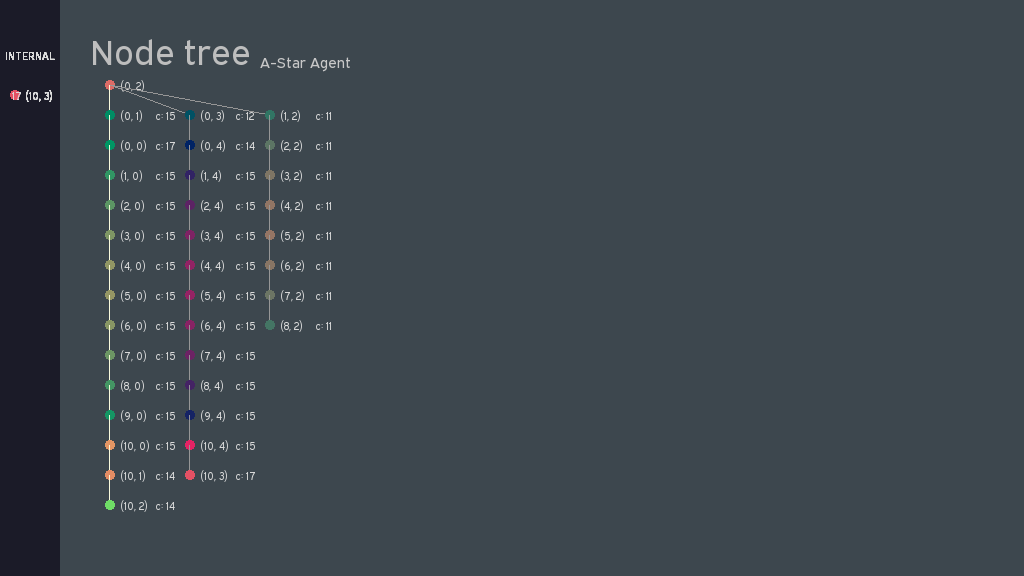 INTERNAL
17 (10, 3)
Node tree A-Star Agent
(0, 2)
(0, 1) c: 15 (0, 3) c: 12 (1, 2) c: 11
(0, 0) c: 17 (0, 4) c: 14 (2, 2) c: 11
(1, 0) c: 15 (1, 4) c: 15 (3, 2) c: 11
(2, 0) c: 15 (2, 4) c: 15 (4, 2) c: 11
(3, 0) c: 15 (3, 4) c: 15 (5, 2) c: 11
(4, 0) c: 15 (4, 4) c: 15 (6, 2) c: 11
(5, 0) c: 15 (5, 4) c: 15 (7, 2) c: 11
(6, 0) c: 15 (6, 4) c: 15 (8, 2) c: 11
(7, 0) c: 15 (7, 4) c: 15
(8, 0) c: 15 (8, 4) c: 15
(9, 0) c: 15 (9, 4) c: 15
(10, 0) c: 15 (10, 4) c: 15
(10, 1) c: 14 (10, 3) c: 17
(10, 2) c: 14